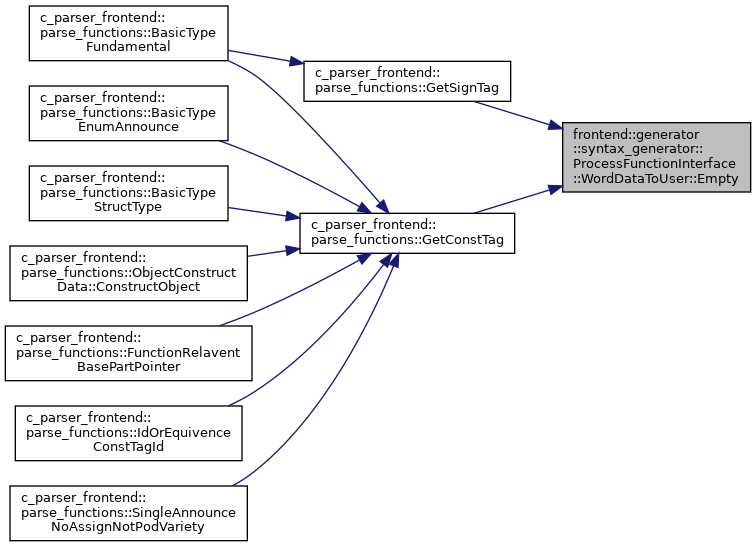 c_parser_frontend::
parse_functions::BasicType
Fundamental
c_parser_frontend::
parse_functions::BasicType
EnumAnnounce
c_parser_frontend::
parse_functions::BasicType
StructType
c_parser_frontend::
parse_functions::ObjectConstruct
Data::ConstructObject
c_parser_frontend::
parse_functions::FunctionRelavent
BasePartPointer
c_parser_frontend::
parse_functions::IdOrEquivence
ConstTagId
c_parser_frontend::
parse_functions::SingleAnnounce
NoAssignNotPodVariety
c_parser_frontend::
parse_functions::GetSignTag
c_parser_frontend::
parse_functions::GetConstTag
frontend::generator
::syntax_generator::
ProcessFunctionInterface
::WordDataToUser::Empty